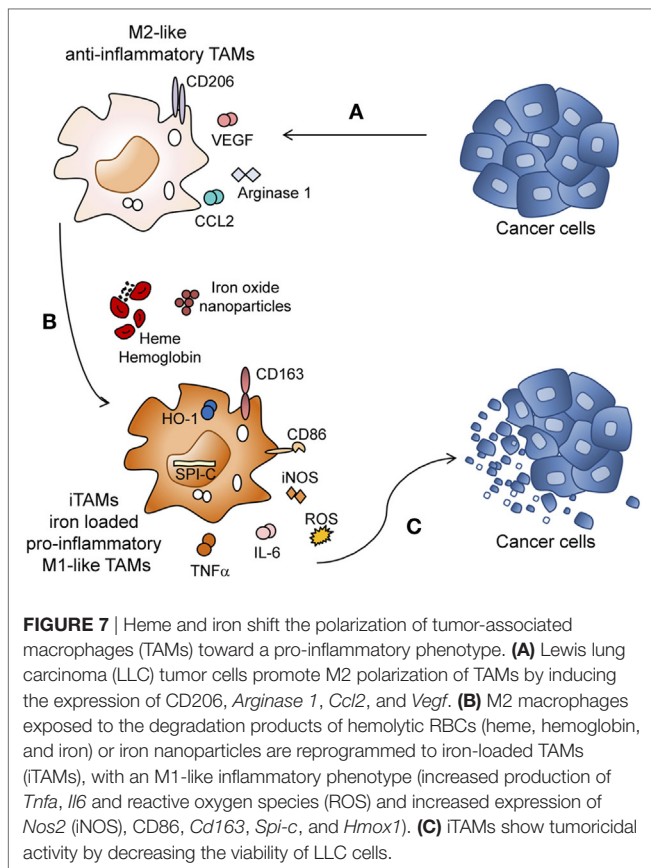 M2-like
anti-inflammatory TAMs
CD206
A
VEGF
Arginase 1
CCL2
Cancer cells
B
Iron oxide
nanoparticles
Heme
Hemoglobin
CD163
HO-1
CD86
SPI-C
iNOS
iTAMs
iron loaded
pro-inflammatory
M1-like TAMs
ROS
IL-6
TNFα
C
Cancer cells
FIGURE 7 | Heme and iron shift the polarization of tumor-associated
macrophages (TAMs) toward a pro-inflammatory phenotype. (A) Lewis lung
carcinoma (LLC) tumor cells promote M2 polarization of TAMs by inducing
the expression of CD206, Arginase 1, Ccl2, and Vegf. (B) M2 macrophages
exposed to the degradation products of hemolytic RBCs (heme, hemoglobin,
and iron) or iron nanoparticles are reprogrammed to iron-loaded TAMs
(iTAMs), with an M1-like inflammatory phenotype (increased production of
Tnfa, Il6 and reactive oxygen species (ROS) and increased expression of
Nos2 (iNOS), CD86, Cd163, Spi-c, and Hmox1). (C) iTAMs show tumoricidal
activity by decreasing the viability of LLC cells.